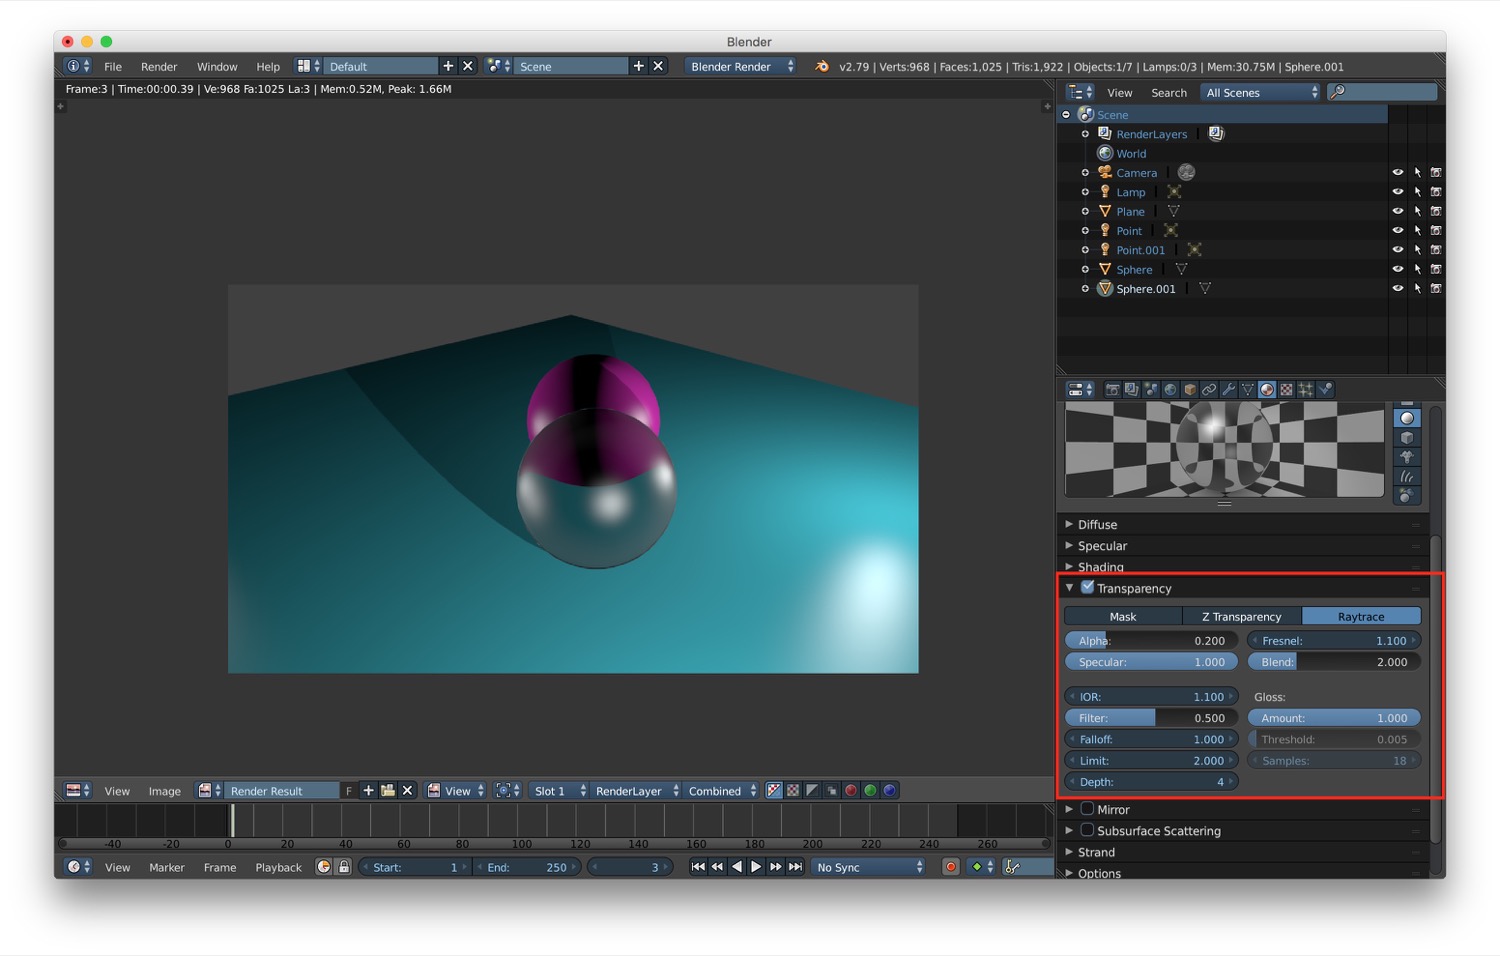 Blender
File Render Window Help Default Scene Blender Render v2.79 | Verts:968 | Faces:1,025 | Tris:1,922 | Objects:1/7 | Lamps:0/3 | Mem:30.75M | Sphere.001
Frame:3 | Time:00:00.39 | Ve:968 Fa:1025 La:3 | Mem:0.52M, Peak: 1.66M
View Search All Scenes
Scene
RenderLayers
World
Camera
Lamp
Plane
Point
Point.001
Sphere
Sphere.001
Diffuse
Specular
Shading
Transparency
Mask Z Transparency Raytrace
Alpha: 0.200 Fresnel: 1.100
Specular: 1.000 Blend: 2.000
IOR: 1.100 Gloss:
Filter: 0.500 Amount: 1.000
Falloff: 1.000 Threshold: 0.005
Limit: 2.000 Samples: 18
Depth: 4
Mirror
Subsurface Scattering
Strand
Options
View Image Render Result F View Slot 1 RenderLayer Combined
-40 -20 0 20 40 60 80 100 120 140 160 180 200 220 240 260
View Marker Frame Playback Start: 1 End: 250 3 No Sync